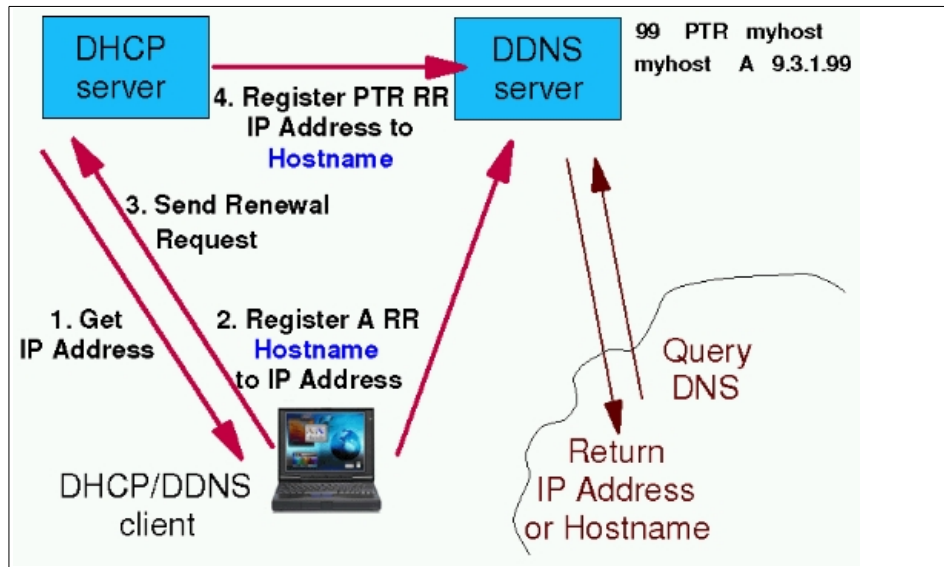 DHCP
server
DDNS
server
99 PTR myhost
myhost A 9.3.1.99
4. Register PTR RR
IP Address to
Hostname
3. Send Renewal
Request
1. Get
IP Address
2. Register A RR
Hostname
to IP Address
Query
DNS
Return
IP Address
or Hostname
DHCP/DDNS
client